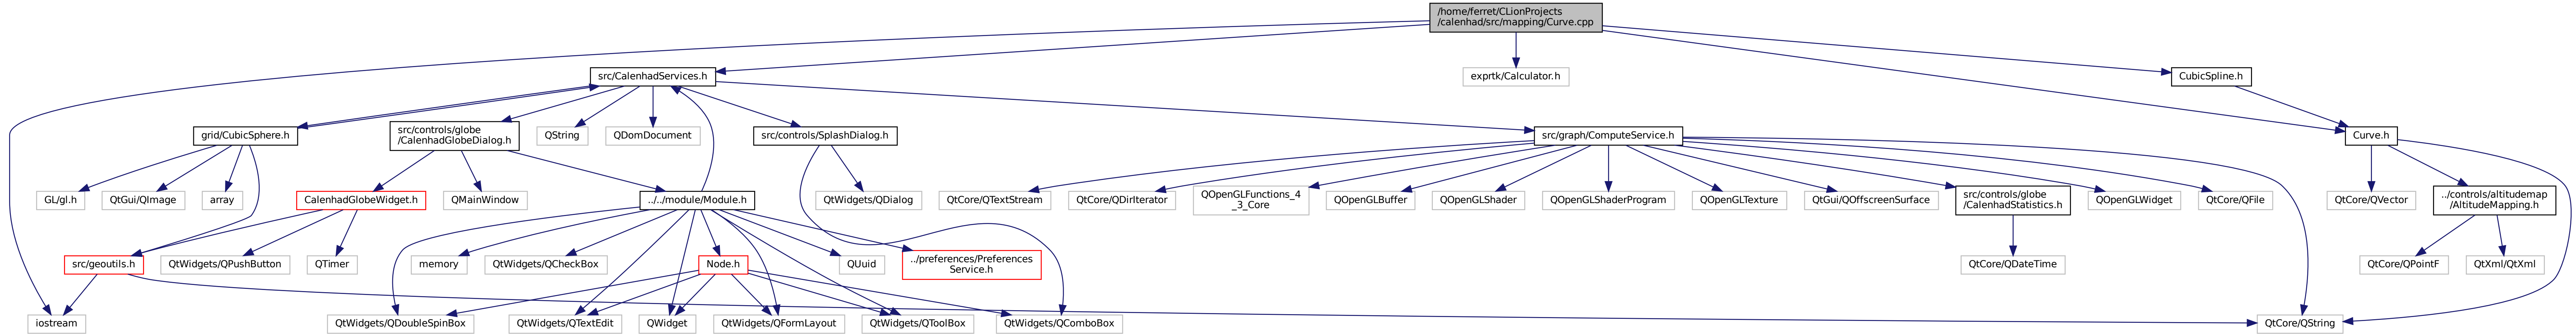 /home/ferret/CLionProjects
/calenhad/src/mapping/Curve.cpp
src/CalenhadServices.h
exprtk/Calculator.h
CubicSpline.h
grid/CubicSphere.h
src/controls/globe
/CalenhadGlobeDialog.h
QString
QDomDocument
src/controls/SplashDialog.h
src/graph/ComputeService.h
Curve.h
GL/gl.h
QtGui/QImage
array
CalenhadGlobeWidget.h
QMainWindow
../../module/Module.h
QtWidgets/QDialog
QtCore/QTextStream
QtCore/QDirIterator
QOpenGLFunctions_4
_3_Core
QOpenGLBuffer
QOpenGLShader
QOpenGLShaderProgram
QOpenGLTexture
QtGui/QOffscreenSurface
src/controls/globe
/CalenhadStatistics.h
QOpenGLWidget
QtCore/QFile
QtCore/QVector
../controls/altitudemap
/AltitudeMapping.h
src/geoutils.h
QtWidgets/QPushButton
QTimer
memory
QtWidgets/QCheckBox
Node.h
QUuid
../preferences/Preferences
Service.h
QtCore/QDateTime
QtCore/QPointF
QtXml/QtXml
iostream
QtWidgets/QDoubleSpinBox
QtWidgets/QTextEdit
QWidget
QtWidgets/QFormLayout
QtWidgets/QToolBox
QtWidgets/QComboBox
QtCore/QString